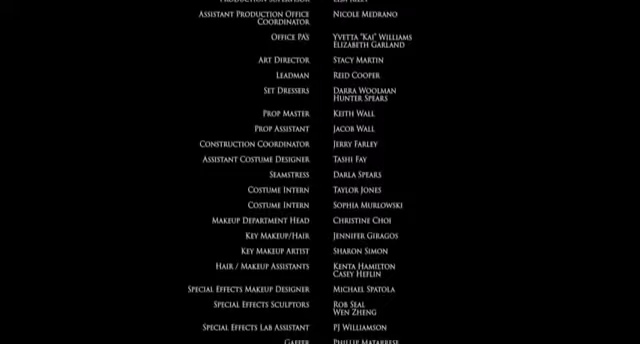 Production Supervisor
Assistant Production Office Nicole Medrano
Coordinator
Office PA's Yvetta "Kai" Williams
Elizabeth Garland
Art Director Stacy Martin
Leadman Reid Cooper
Set Dressers Darra Woolman
Hunter Spears
Prop Master Keith Wall
Prop Assistant Jacob Wall
Construction Coordinator Jerry Farley
Assistant Costume Designer Tashi Fay
Seamstress Darla Spears
Costume Intern Taylor Jones
Costume Intern Sophia Murlowski
Makeup Department Head Christine Choi
Key Makeup/Hair Jennifer Giragos
Key Makeup Artist Sharon Simon
Hair / Makeup Assistants Kenta Hamilton
Casey Heflin
Special Effects Makeup Designer Michael Spatola
Special Effects Sculptors Rob Seal
Wen Zheng
Special Effects Lab Assistant PJ Williamson
Gaffer Phillip Matarrese